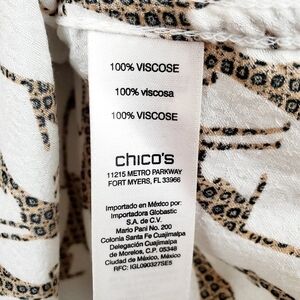 100% VISCOSE
100% viscosa
100% VISCOSE
chico's
11215 METRO PARKWAY
FORT MYERS, FL 33966
Importado en México por:
Importadora Globastic
S.A. de C.V.
Mario Pani No. 200
Colonia Santa Fe Cuajimalpa
Delegación Cuajimalpa
de Morelos, C.P. 05348
Ciudad de México, México
RFC: IGL090327SE5